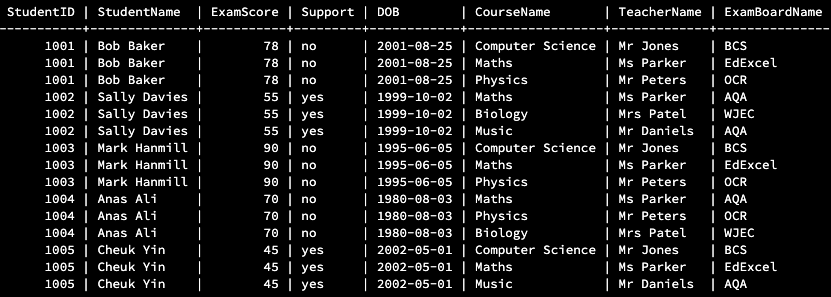 StudentID | StudentName | ExamScore | Support | DOB | CourseName | TeacherName | ExamBoardName
1001 | Bob Baker | 78 | no | 2001-08-25 | Computer Science | Mr Jones | BCS
1001 | Bob Baker | 78 | no | 2001-08-25 | Maths | Ms Parker | EdExcel
1001 | Bob Baker | 78 | no | 2001-08-25 | Physics | Mr Peters | OCR
1002 | Sally Davies | 55 | yes | 1999-10-02 | Maths | Ms Parker | AQA
1002 | Sally Davies | 55 | yes | 1999-10-02 | Biology | Mrs Patel | WJEC
1002 | Sally Davies | 55 | yes | 1999-10-02 | Music | Mr Daniels | AQA
1003 | Mark Hanmill | 90 | no | 1995-06-05 | Computer Science | Mr Jones | BCS
1003 | Mark Hanmill | 90 | no | 1995-06-05 | Maths | Ms Parker | EdExcel
1003 | Mark Hanmill | 90 | no | 1995-06-05 | Physics | Mr Peters | OCR
1004 | Anas Ali | 70 | no | 1980-08-03 | Maths | Ms Parker | AQA
1004 | Anas Ali | 70 | no | 1980-08-03 | Physics | Mr Peters | OCR
1004 | Anas Ali | 70 | no | 1980-08-03 | Biology | Mrs Patel | WJEC
1005 | Cheuk Yin | 45 | yes | 2002-05-01 | Computer Science | Mr Jones | BCS
1005 | Cheuk Yin | 45 | yes | 2002-05-01 | Maths | Ms Parker | EdExcel
1005 | Cheuk Yin | 45 | yes | 2002-05-01 | Music | Mr Daniels | AQA